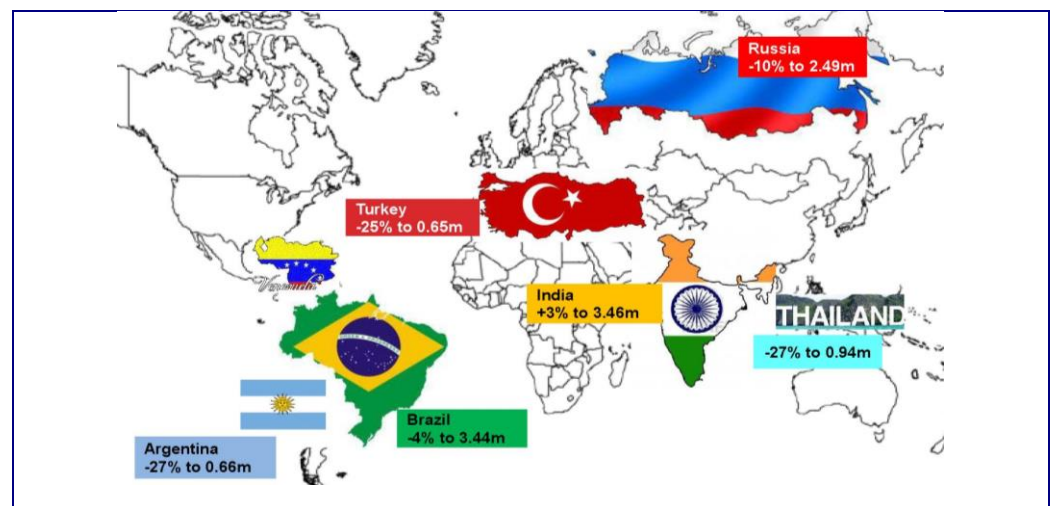 Russia
-10% to 2.49m
Turkey
-25% to 0.65m
Venezuela
India
+3% to 3.46m
THAILAND
-27% to 0.94m
Brazil
-4% to 3.44m
Argentina
-27% to 0.66m